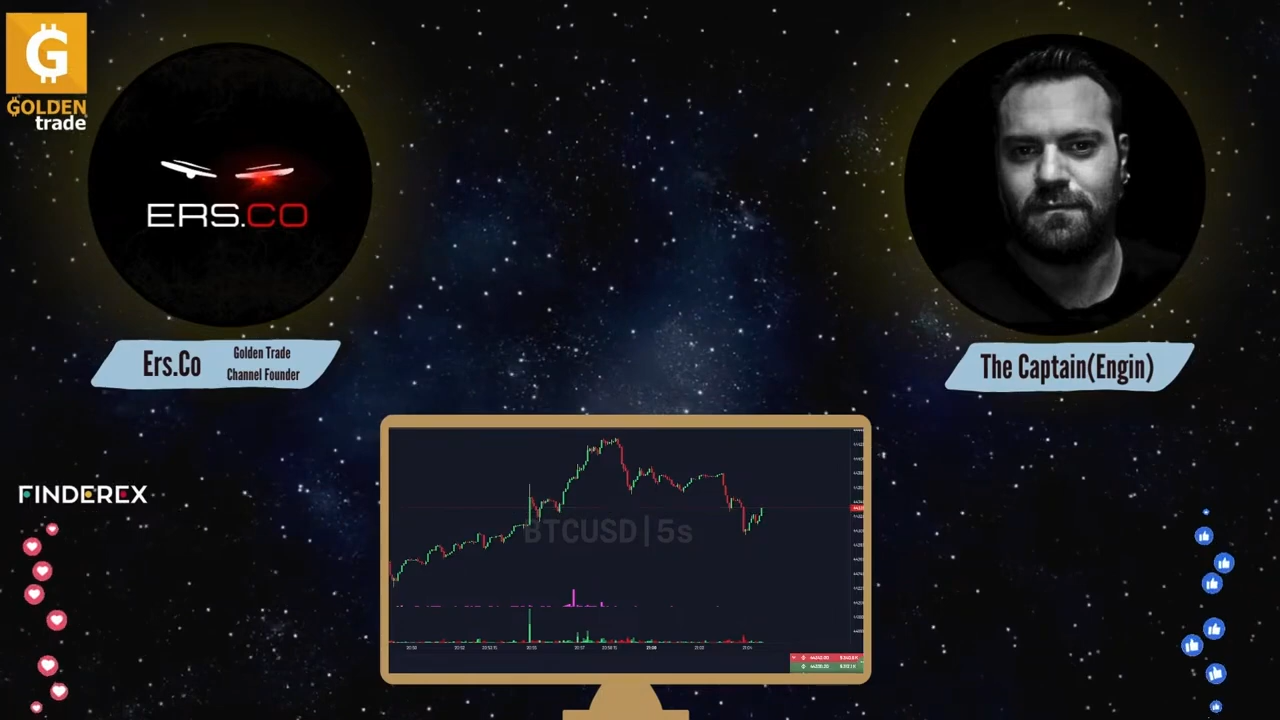 GOLDEN
trade
ERS.CO
Ers.Co
Golden Trade
Channel Founder
The Captain(Engin)
FINDEREX
BTCUSD|5s